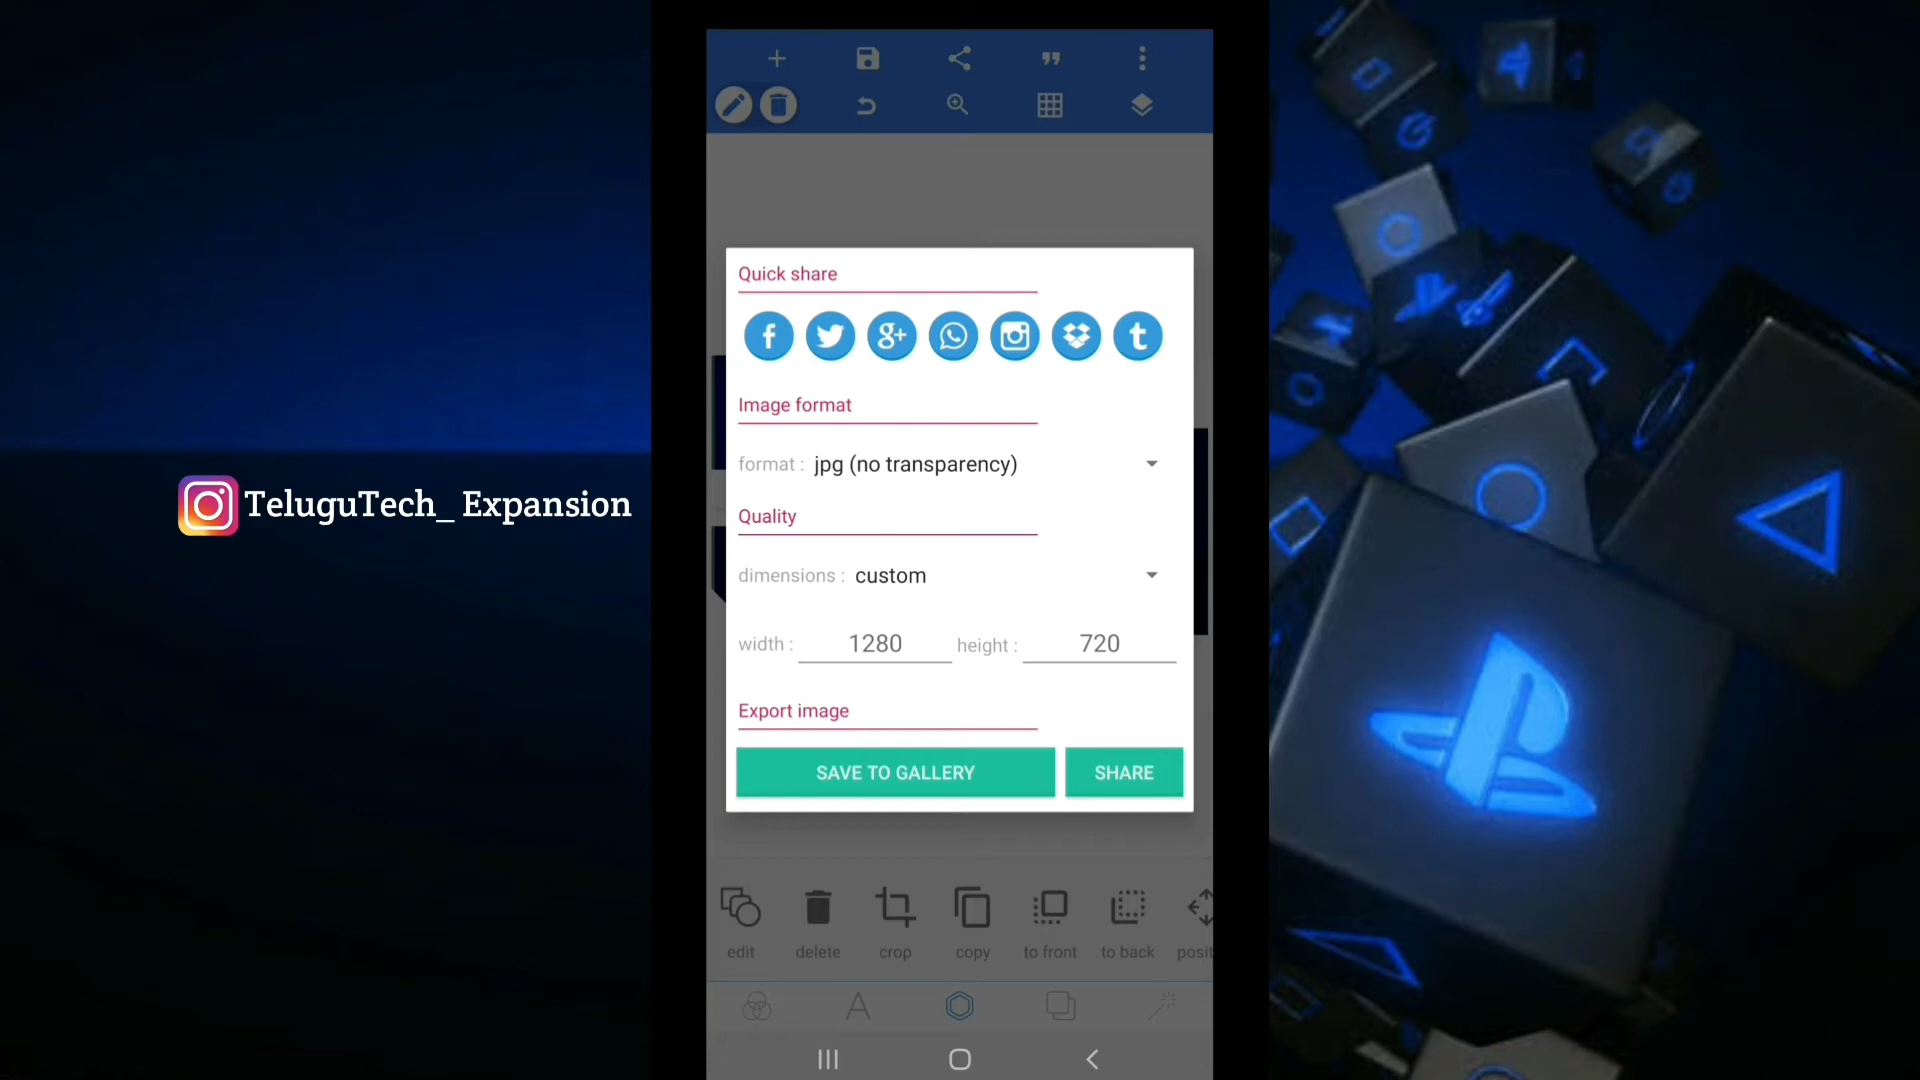 Quick share
Image format
format : jpg (no transparency)
Quality
dimensions : custom
width : 1280 height : 720
Export image
SAVE TO GALLERY SHARE
TeluguTech_ Expansion
edit delete crop copy to front to back posit